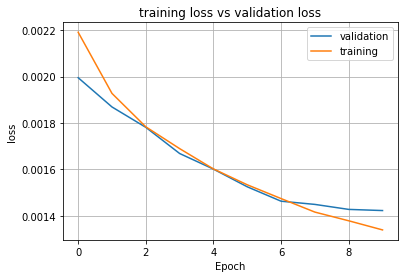 training loss vs validation loss
validation
training
0.0022
0.0020
0.0018
0.0016
0.0014
loss
0 2 4 6 8
Epoch